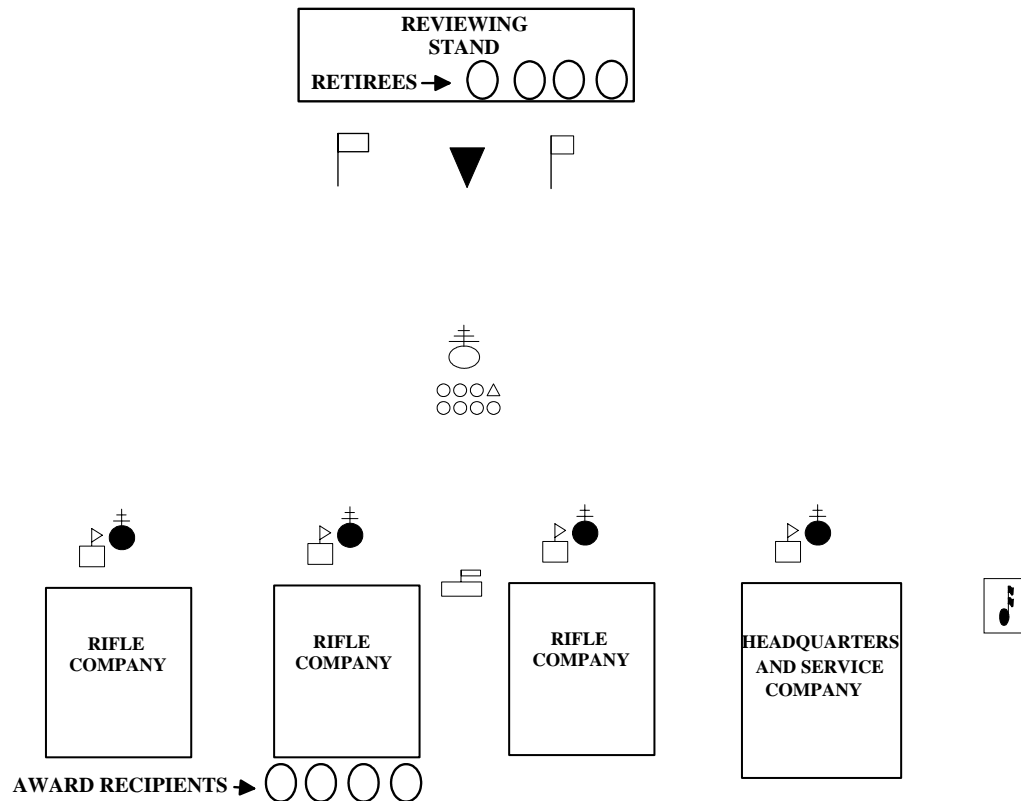 REVIEWING
STAND
RETIREES
RIFLE
COMPANY
RIFLE
COMPANY
RIFLE
COMPANY
HEADQUARTERS
AND SERVICE
COMPANY
AWARD RECIPIENTS